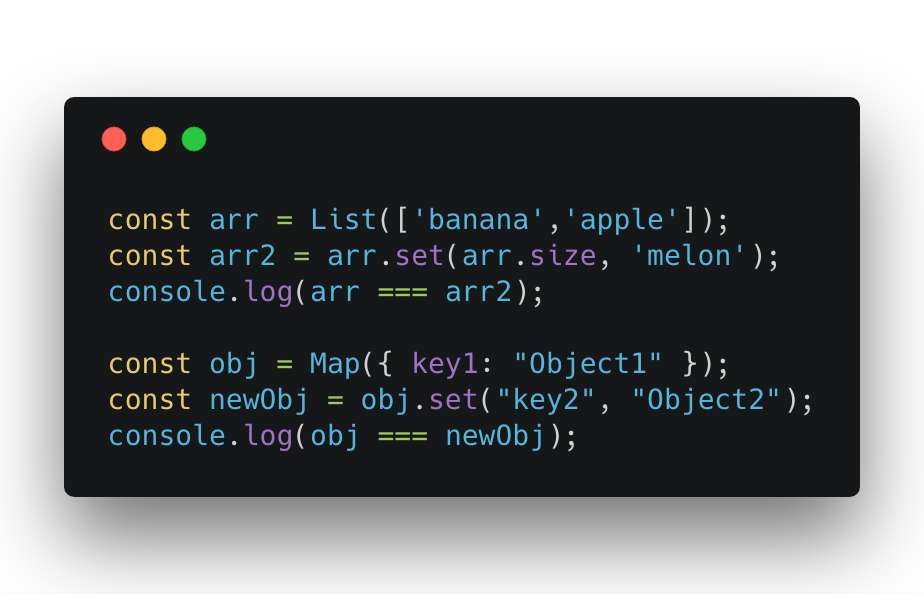 const arr = List(['banana','apple']);
const arr2 = arr.set(arr.size, 'melon');
console.log(arr === arr2);
const obj = Map({ key1: "Object1" });
const newObj = obj.set("key2", "Object2");
console.log(obj === newObj);